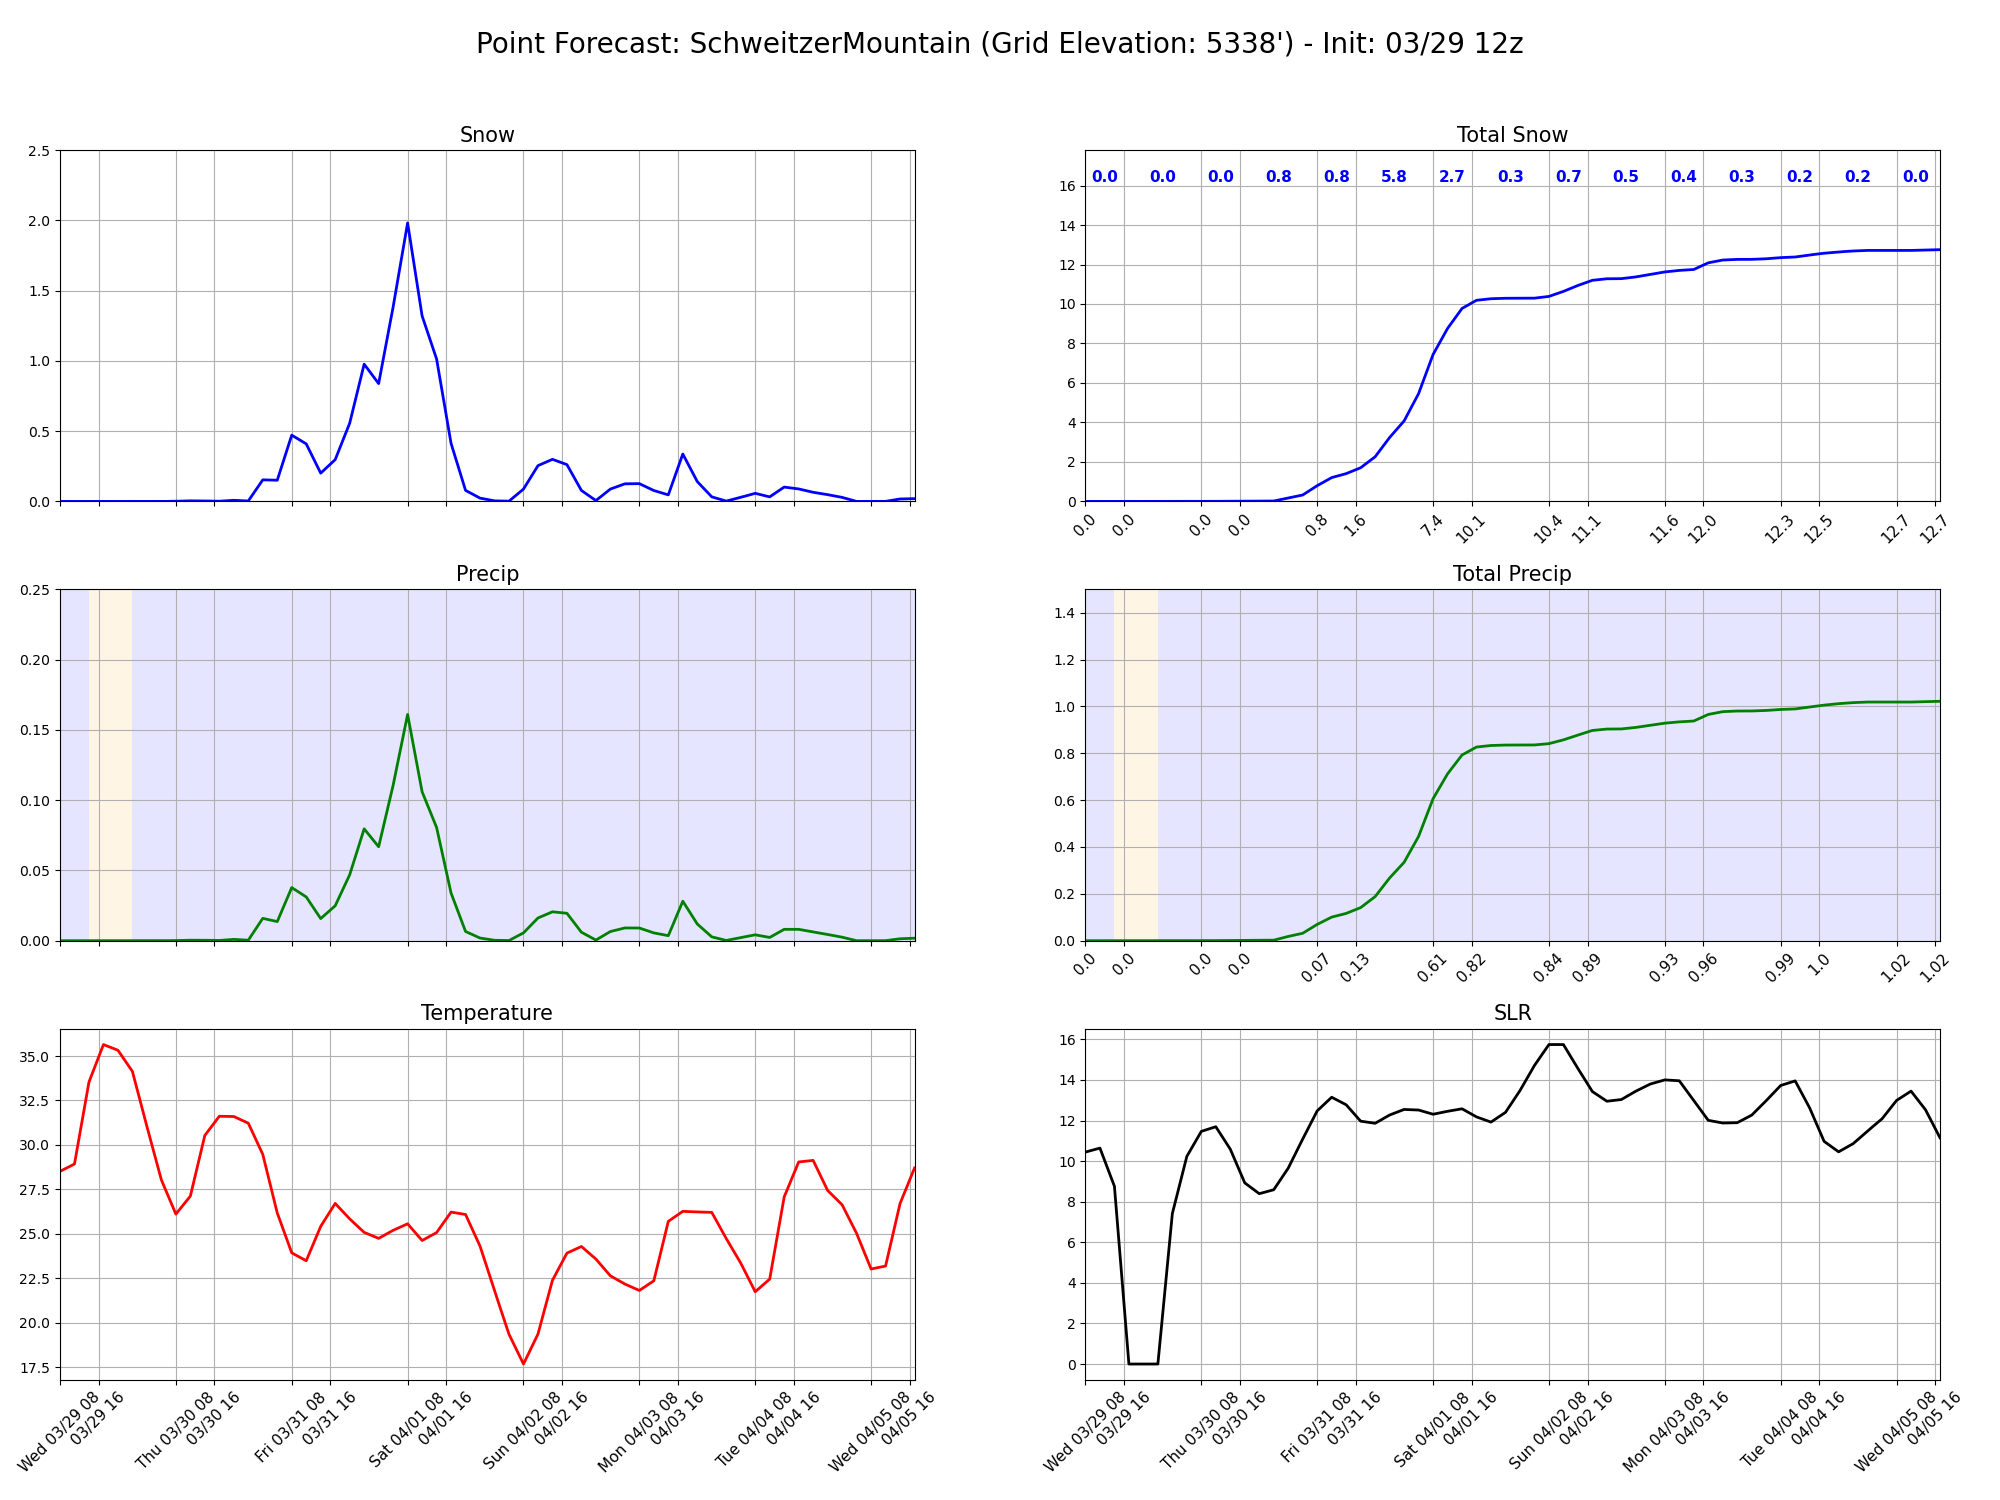 Point Forecast: SchweitzerMountain (Grid Elevation: 5338') - Init: 03/29 12z
Snow
2.5
2.0
1.5
1.0
0.5
0.0
Total Snow
0.0 0.0 0.0 0.8 0.8 5.8 2.7 0.3 0.7 0.5 0.4 0.3 0.2 0.2 0.0
16
14
12
10
8
6
4
2
0
0.0 0.0 0.0 0.0 0.8 1.6 7.4 10.1 10.4 11.1 11.6 12.0 12.3 12.5 12.7 12.7
Precip
0.25
0.20
0.15
0.10
0.05
0.00
Total Precip
1.4
1.2
1.0
0.8
0.6
0.4
0.2
0.0
0.0 0.0 0.0 0.0 0.07 0.13 0.61 0.82 0.84 0.89 0.93 0.96 0.99 1.0 1.02 1.02
Temperature
35.0
32.5
30.0
27.5
25.0
22.5
20.0
17.5
Wed 03/29 08
03/29 16
Thu 03/30 08
03/30 16
Fri 03/31 08
03/31 16
Sat 04/01 08
04/01 16
Sun 04/02 08
04/02 16
Mon 04/03 08
04/03 16
Tue 04/04 08
04/04 16
Wed 04/05 08
04/05 16
SLR
16
14
12
10
8
6
4
2
0
Wed 03/29 08
03/29 16
Thu 03/30 08
03/30 16
Fri 03/31 08
03/31 16
Sat 04/01 08
04/01 16
Sun 04/02 08
04/02 16
Mon 04/03 08
04/03 16
Tue 04/04 08
04/04 16
Wed 04/05 08
04/05 16